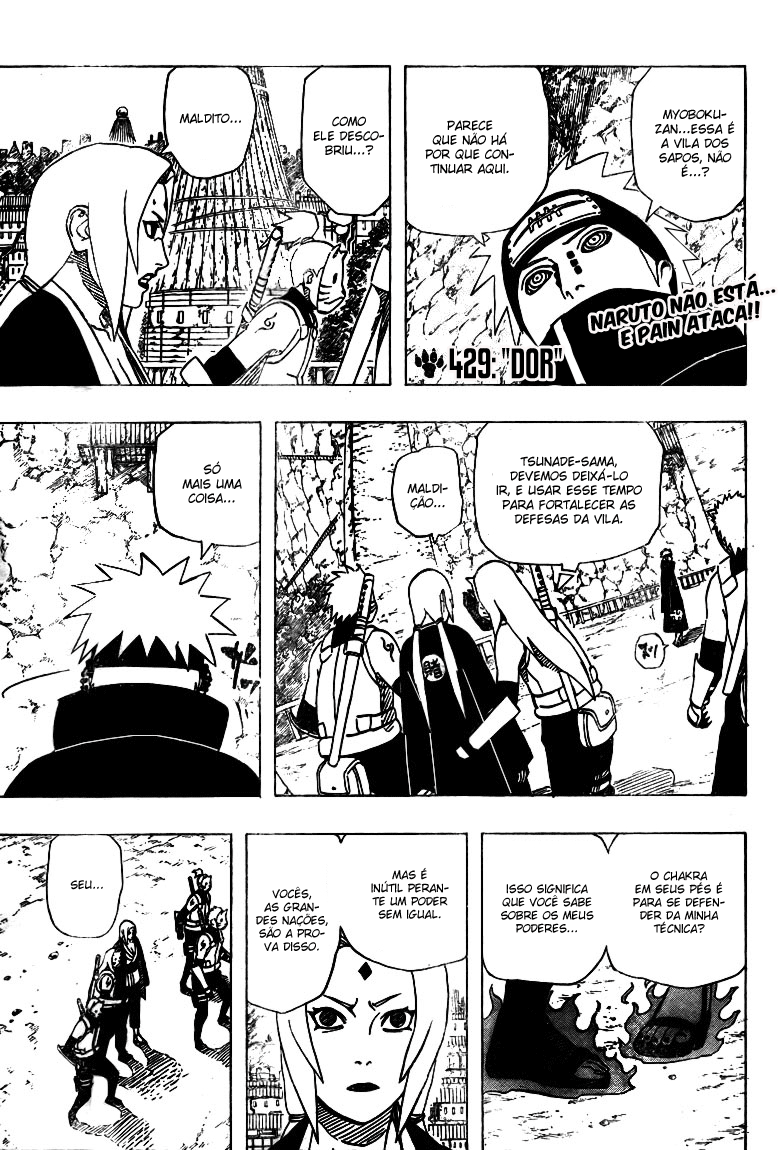 MYOBOKU-
ZAN...ESSA É
A VILA DOS
SAPOS, NÃO
É...?
PARECE
QUE NÃO HÁ
POR QUE CON-
TINUAR AQUI.
NARUTO NÃO ESTÁ...
E PAIN ATACA!!
429: "DOR"
COMO
ELE DESCO-
BRIU...?
MALDITO...
TSUNADE-SAMA,
DEVEMOS DEIXÁ-LO
IR, E USAR ESSE TEMPO
PARA FORTALECER AS
DEFESAS DA VILA.
MALDI-
ÇÃO...
SÓ
MAIS UMA
COISA...
O CHAKRA
EM SEUS PÉS É
PARA SE DEFEN-
DER DA MINHA
TÉCNICA?
ISSO SIGNIFICA
QUE VOCÊ SABE
SOBRE OS MEUS
PODERES...
MAS É
INÚTIL PERAN-
TE UM PODER
SEM IGUAL.
VOCÊS,
AS GRAN-
DES NAÇÕES,
SÃO A PRO-
VA DISSO.
SEU...